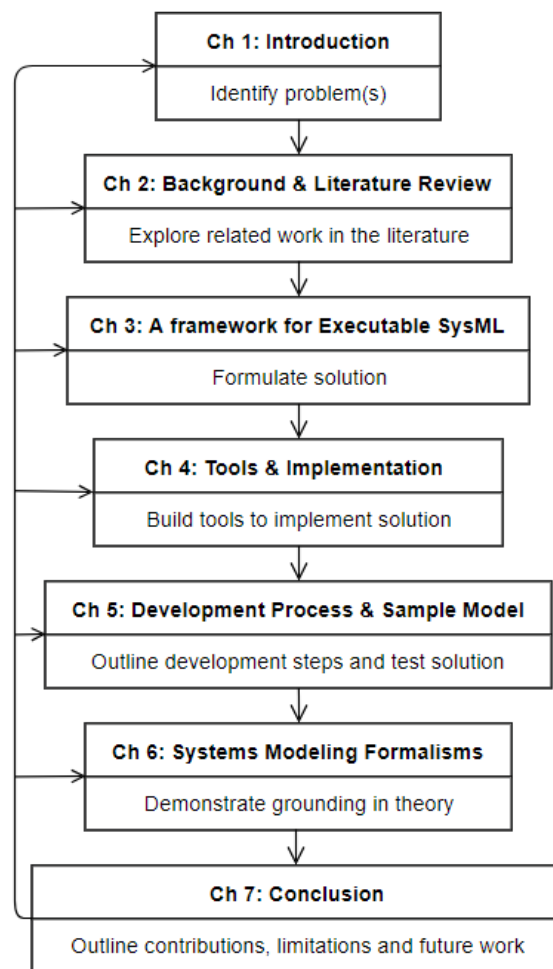 Ch 1: Introduction
Identify problem(s)
Ch 2: Background & Literature Review
Explore related work in the literature
Ch 3: A framework for Executable SysML
Formulate solution
Ch 4: Tools & Implementation
Build tools to implement solution
Ch 5: Development Process & Sample Model
Outline development steps and test solution
Ch 6: Systems Modeling Formalisms
Demonstrate grounding in theory
Ch 7: Conclusion
Outline contributions, limitations and future work